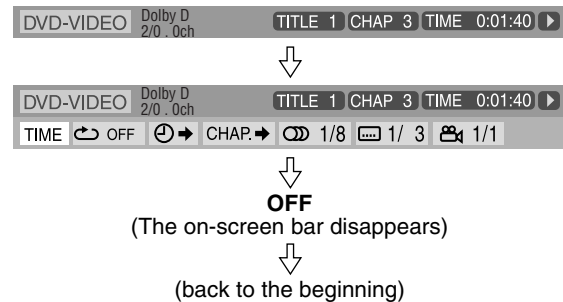 DVD-VIDEO Dolby D 2/0 . 0ch TITLE 1 CHAP 3 TIME 0:01:40
DVD-VIDEO Dolby D 2/0 . 0ch TITLE 1 CHAP 3 TIME 0:01:40
TIME OFF CHAP. 1/8 1/ 3 1/1
OFF
(The on-screen bar disappears)
(back to the beginning)